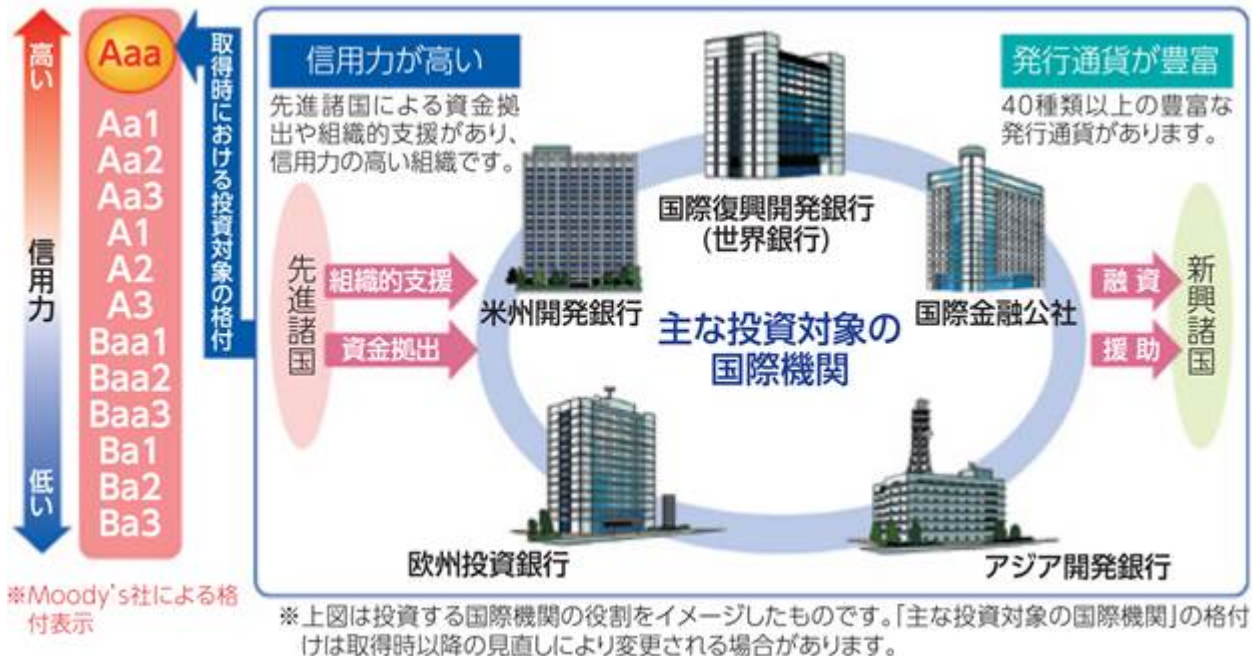 高い
信用力
低い
Aaa
Aa1
Aa2
Aa3
A1
A2
A3
Baa1
Baa2
Baa3
Ba1
Ba2
Ba3
※Moody's社による格
付表示
取得時における投資対象の格付
信用力が高い
先進諸国による資金拠
出や組織的支援があり、
信用力の高い組織です。
発行通貨が豊富
40種類以上の豊富な
発行通貨があります。
先進諸国
組織的支援
資金拠出
国際復興開発銀行
(世界銀行)
米州開発銀行
国際金融公社
主な投資対象の
国際機関
融資
援助
新興諸国
欧州投資銀行
アジア開発銀行
※上図は投資する国際機関の役割をイメージしたものです。「主な投資対象の国際機関」の格付
けは取得時以降の見直しにより変更される場合があります。